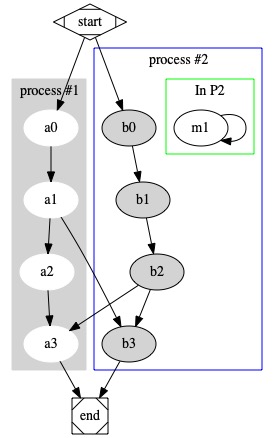 start
process #2
process #1
In P2
a0
b0
m1
a1
b1
a2
b2
a3
b3
end